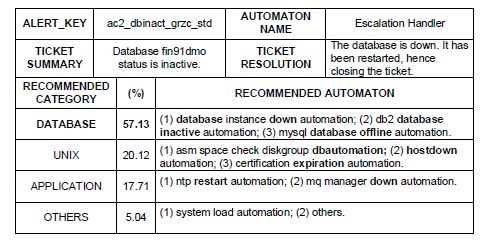 ALERT_KEY ac2_dbinact_grzc_std AUTOMATON NAME Escalation Handler
TICKET SUMMARY Database fin91dmo status is inactive. TICKET RESOLUTION The database is down. It has been restarted, hence closing the ticket.
RECOMMENDED CATEGORY (%) RECOMMENDED AUTOMATON
DATABASE 57.13 (1) database instance down automation; (2) db2 database inactive automation; (3) mysql database offline automation.
UNIX 20.12 (1) asm space check diskgroup dbautomation; (2) hostdown automation; (3) certification expiration automation.
APPLICATION 17.71 (1) ntp restart automation; (2) mq manager down automation.
OTHERS 5.04 (1) system load automation; (2) others.